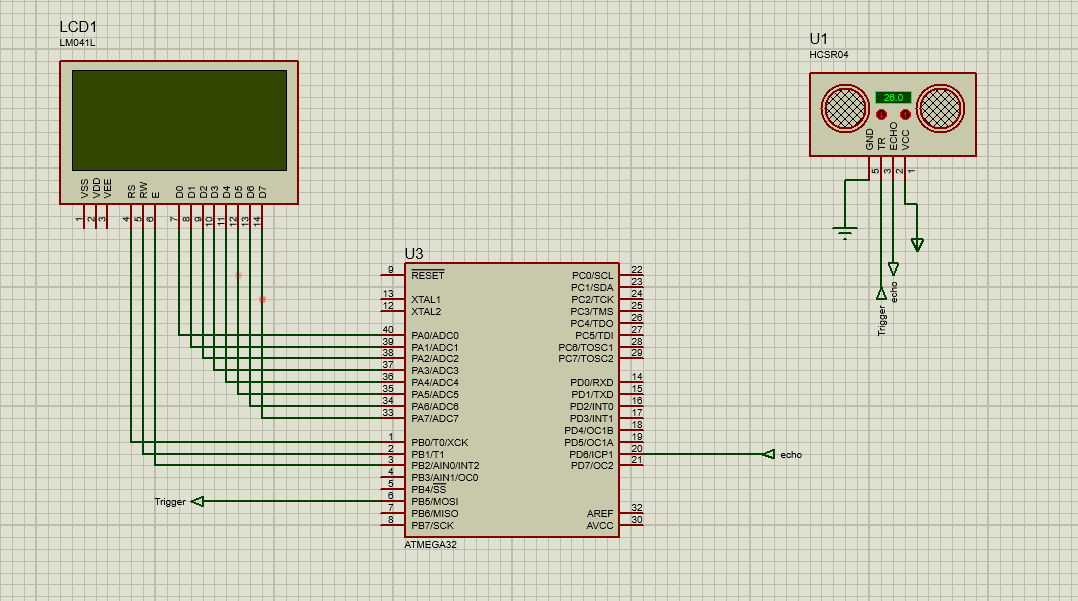 LCD1
LM041L
VSS
VDD
VEE
RS
RW
E
D0
D1
D2
D3
D4
D5
D6
D7
1
2
3
4
5
6
7
8
9
10
11
12
13
14
U1
HCSR04
26.0
GND
TR
ECHO
VCC
5
3
2
1
Trigger
echo
U3
9 RESET
13 XTAL1
12 XTAL2
40 PA0/ADC0
39 PA1/ADC1
38 PA2/ADC2
37 PA3/ADC3
36 PA4/ADC4
35 PA5/ADC5
34 PA6/ADC6
33 PA7/ADC7
1 PB0/T0/XCK
2 PB1/T1
3 PB2/AIN0/INT2
4 PB3/AIN1/OC0
5 PB4/SS
Trigger 6 PB5/MOSI
7 PB6/MISO
8 PB7/SCK
PC0/SCL 22
PC1/SDA 23
PC2/TCK 24
PC3/TMS 25
PC4/TDO 26
PC5/TDI 27
PC6/TOSC1 28
PC7/TOSC2 29
PD0/RXD 14
PD1/TXD 15
PD2/INT0 16
PD3/INT1 17
PD4/OC1B 18
PD5/OC1A 19
PD6/ICP1 20 echo
PD7/OC2 21
AREF 32
AVCC 30
ATMEGA32